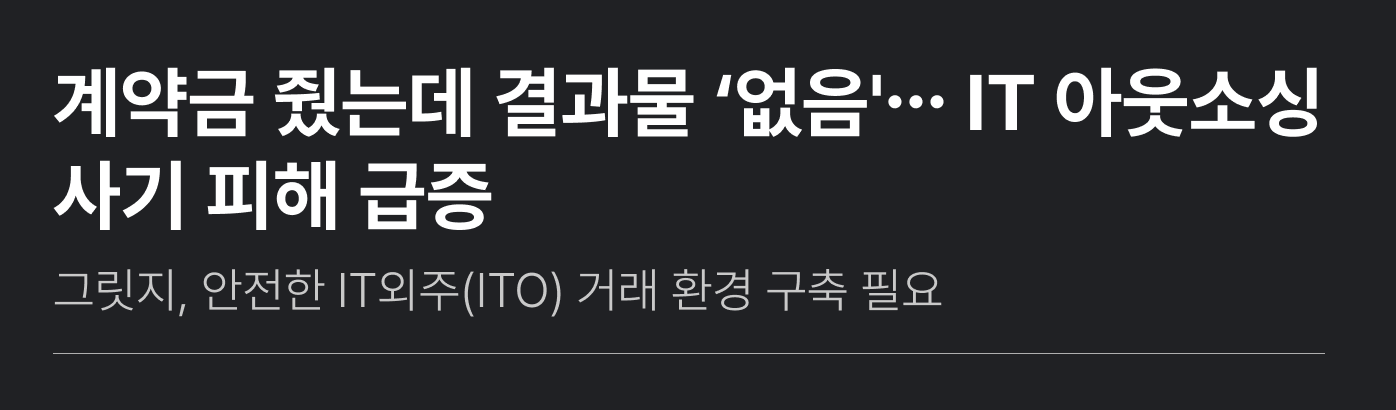 계약금 줬는데 결과물 ‘없음'… IT 아웃소싱
사기 피해 급증
그릿지, 안전한 IT외주(ITO) 거래 환경 구축 필요